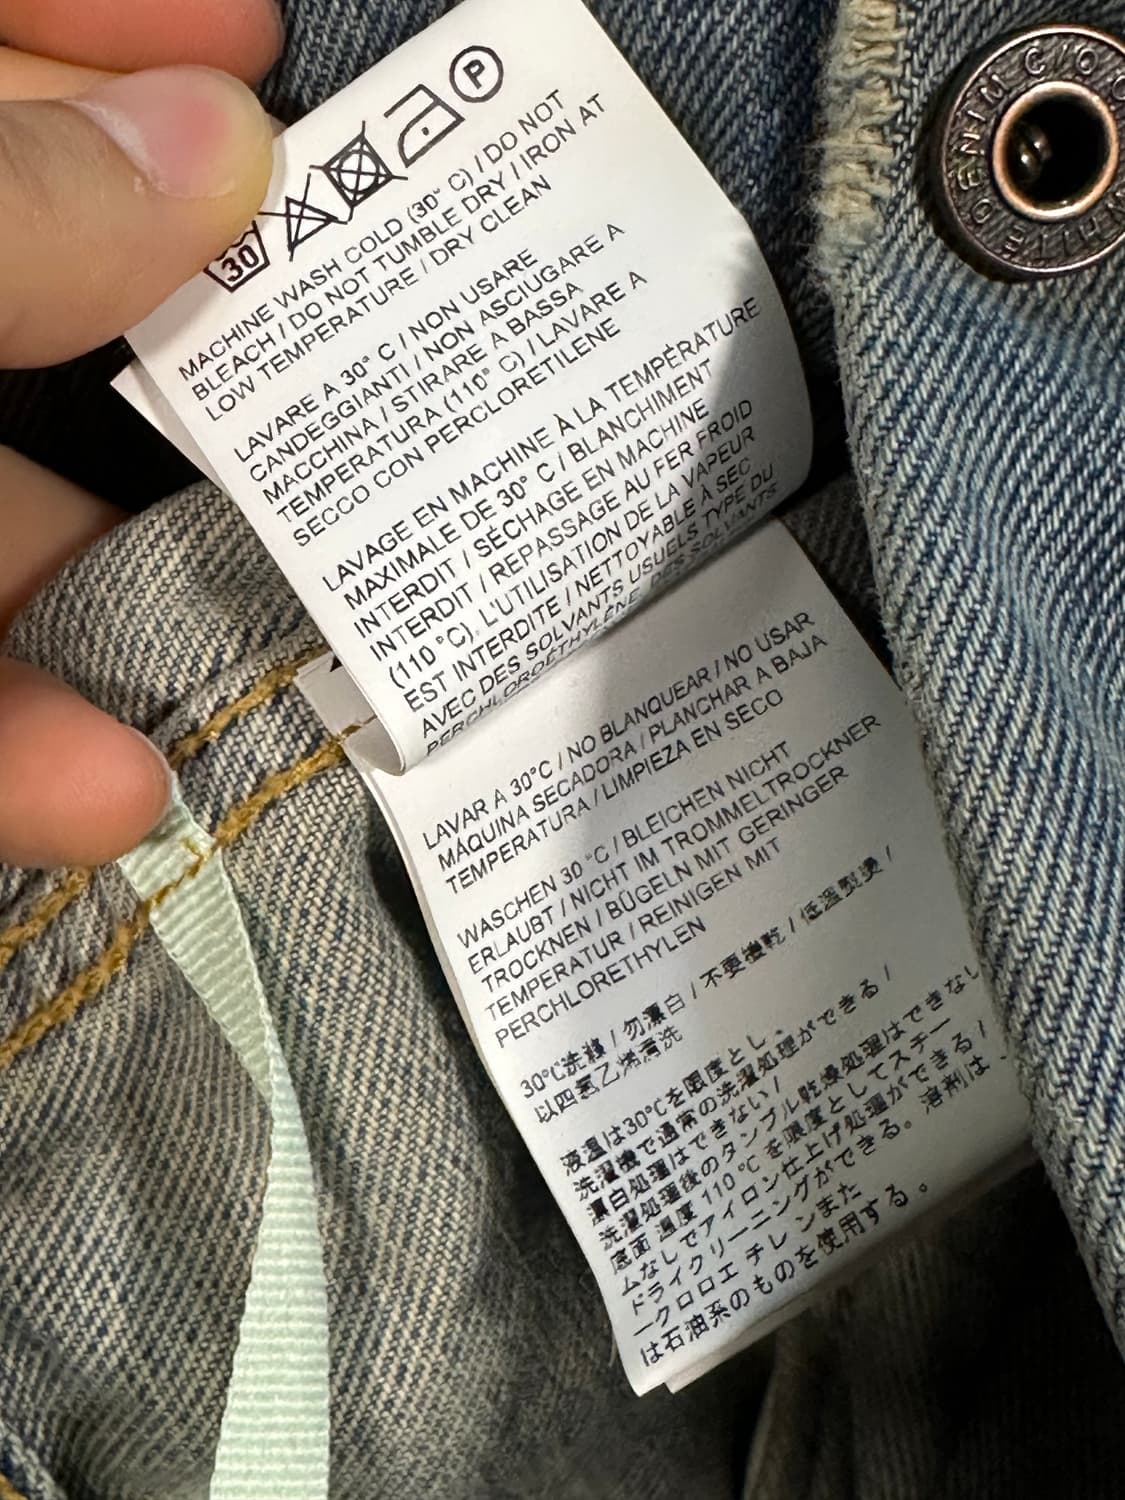 P
30
MACHINE WASH COLD (30° C) / DO NOT
BLEACH / DO NOT TUMBLE DRY / IRON AT
LOW TEMPERATURE / DRY CLEAN
LAVARE A 30° C / NON USARE
CANDEGGIANTI / NON ASCIUGARE A
MACCHINA / STIRARE A BASSA
TEMPERATURA (110° C) / LAVARE A
SECCO CON PERCLORETILENE
LAVAGE EN MACHINE À LA TEMPÉRATURE
MAXIMALE DE 30° C / BLANCHIMENT
INTERDIT / SÉCHAGE EN MACHINE
INTERDIT / REPASSAGE AU FER FROID
(110 °C). L'UTILISATION DE LA VAPEUR
EST INTERDITE / NETTOYABLE À SEC
AVEC DES SOLVANTS USUELS TYPE DU
PERCHLOROÉTHYLÈNE, DES SOLVANTS
LAVAR A 30°C / NO BLANQUEAR / NO USAR
MÁQUINA SECADORA / PLANCHAR A BAJA
TEMPERATURA / LIMPIEZA EN SECO
WASCHEN 30 °C / BLEICHEN NICHT
ERLAUBT / NICHT IM TROMMELTROCKNER
TROCKNEN / BÜGELN MIT GERINGER
TEMPERATUR / REINIGEN MIT
PERCHLORETHYLEN
30℃洗滌 / 勿漂白 / 不要機乾 / 低溫熨燙 /
以四氯乙烯清洗
液温は30℃を限度とし、
洗濯機で通常の洗濯処理ができる /
漂白処理はできない /
洗濯処理後のタンブル乾燥処理はできない
底面 温度 110 ℃ を限度としてスチー
ムなしでアイロン仕上げ処理ができる /
ドライクリーニングができる。 溶剤は、
ークロロエ チレ ンまた
は石油系のものを使用する 。
DENIM C/O
WHITE